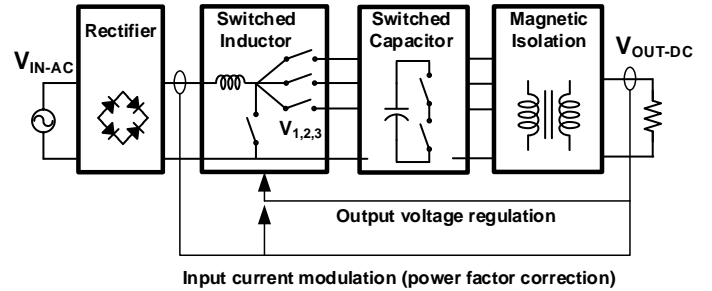 Rectifier
Switched
Inductor
Switched
Capacitor
Magnetic
Isolation
VIN-AC
VOUT-DC
V1,2,3
Output voltage regulation
Input current modulation (power factor correction)